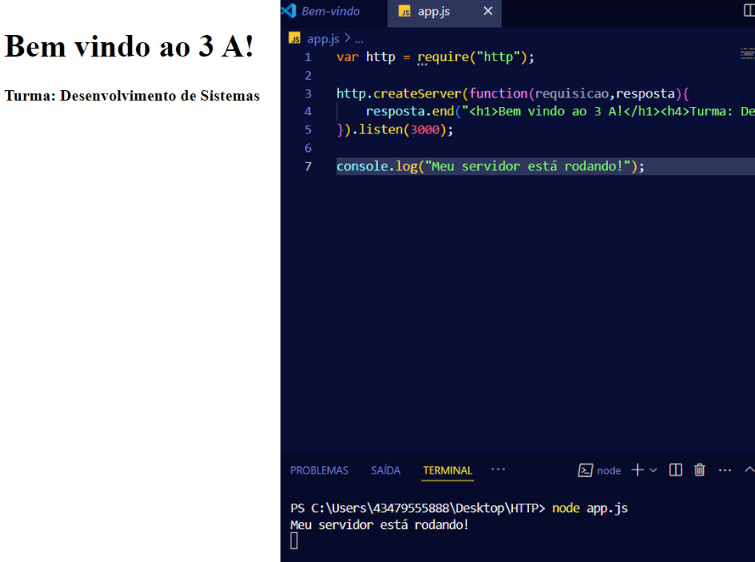 Bem vindo ao 3 A!
Turma: Desenvolvimento de Sistemas
Bem-vindo
JS app.js
JS app.js > ...
1 var http = require("http");
2
3 http.createServer(function(requisicao,resposta){
4 resposta.end("<h1>Bem vindo ao 3 A!</h1><h4>Turma: De
5 }).listen(3000);
6
7 console.log("Meu servidor está rodando!");
PROBLEMAS SAÍDA TERMINAL ... node
PS C:\Users\43479555888\Desktop\HTTP> node app.js
Meu servidor está rodando!